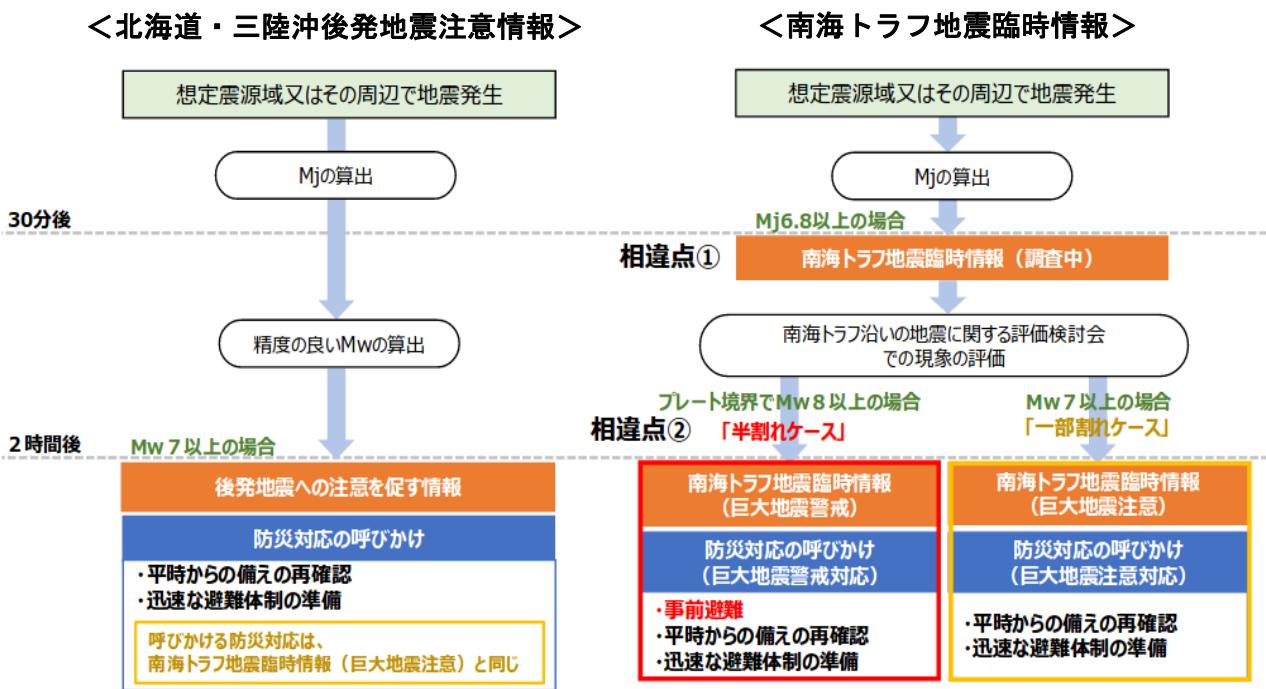 ＜北海道・三陸沖後発地震注意情報＞
想定震源域又はその周辺で地震発生
Mjの算出
30分後
精度の良いMwの算出
2時間後
Mw７以上の場合
後発地震への注意を促す情報
防災対応の呼びかけ
・平時からの備えの再確認
・迅速な避難体制の準備
呼びかける防災対応は、
南海トラフ地震臨時情報（巨大地震注意）と同じ
＜南海トラフ地震臨時情報＞
想定震源域又はその周辺で地震発生
Mjの算出
Mj6.8以上の場合
相違点①
南海トラフ地震臨時情報（調査中）
南海トラフ沿いの地震に関する評価検討会
での現象の評価
プレート境界でMw８以上の場合
相違点②
「半割れケース」
Mw７以上の場合
「一部割れケース」
南海トラフ地震臨時情報
（巨大地震警戒）
防災対応の呼びかけ
（巨大地震警戒対応）
・事前避難
・平時からの備えの再確認
・迅速な避難体制の準備
南海トラフ地震臨時情報
（巨大地震注意）
防災対応の呼びかけ
（巨大地震注意対応）
・平時からの備えの再確認
・迅速な避難体制の準備